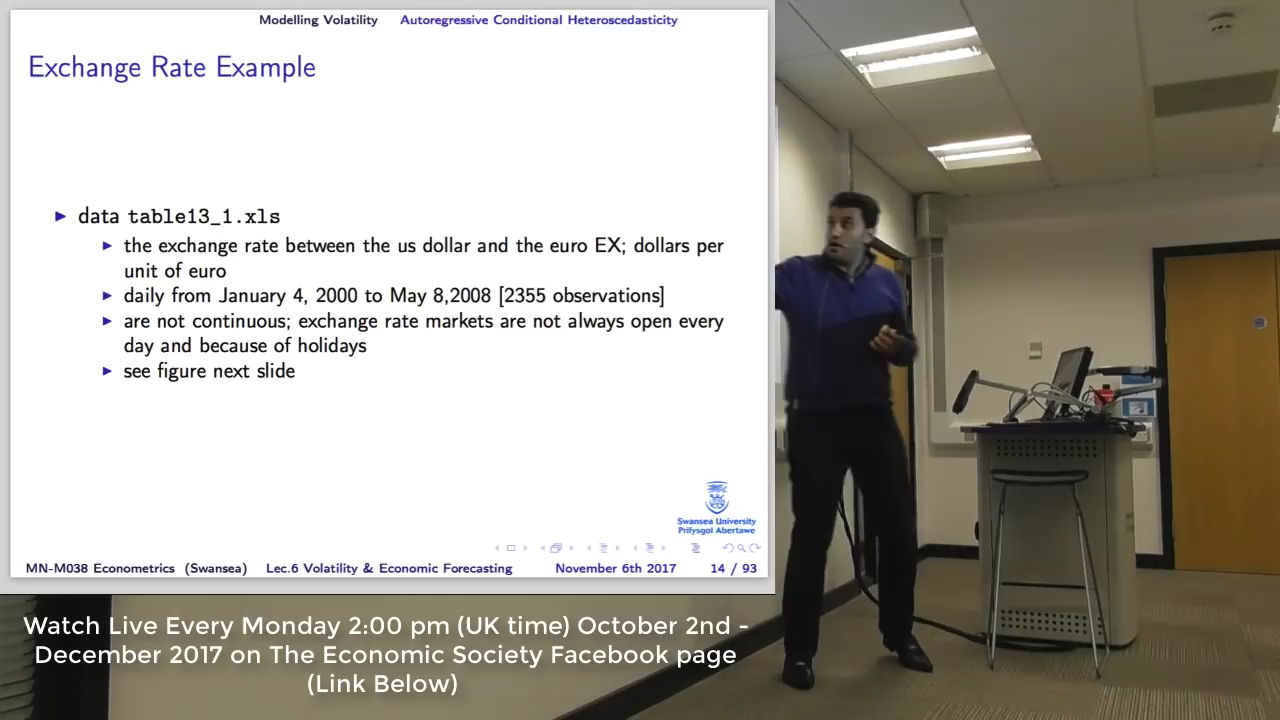 Modelling Volatility Autoregressive Conditional Heteroscedasticity
Exchange Rate Example
data table13_1.xls
the exchange rate between the us dollar and the euro EX; dollars per
unit of euro
daily from January 4, 2000 to May 8,2008 [2355 observations]
are not continuous; exchange rate markets are not always open every
day and because of holidays
see figure next slide
Swansea University
Prifysgol Abertawe
MN-M038 Econometrics (Swansea) Lec.6 Volatility & Economic Forecasting November 6th 2017 14 / 93
Watch Live Every Monday 2:00 pm (UK time) October 2nd -
December 2017 on The Economic Society Facebook page
(Link Below)